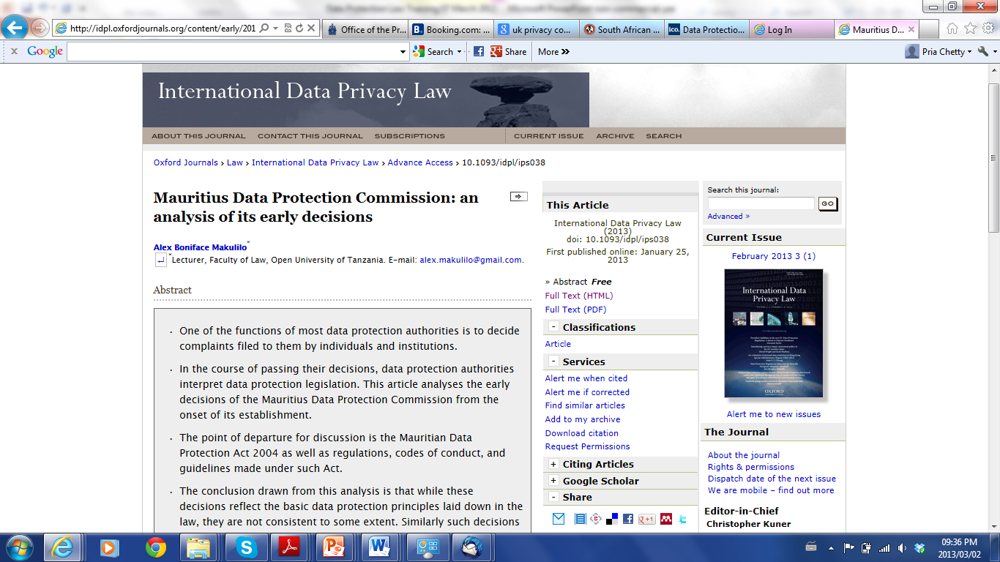 Data Protection Law Training 07 March 2013 - Microsoft PowerPoint non-commercial use
http://idpl.oxfordjournals.org/content/early/201
Office of the Pr...
Booking.com: ...
uk privacy co...
South African ...
Data Protectio...
Log In
Mauritius D...
x Google
Search
Share
More »
Pria Chetty
International Data Privacy Law
ABOUT THIS JOURNAL CONTACT THIS JOURNAL SUBSCRIPTIONS CURRENT ISSUE ARCHIVE SEARCH
Oxford Journals > Law > International Data Privacy Law > Advance Access > 10.1093/idpl/ips038
Mauritius Data Protection Commission: an
analysis of its early decisions
Alex Boniface Makulilo*
*Lecturer, Faculty of Law, Open University of Tanzania. E-mail: alex.makulilo@gmail.com.
Abstract
· One of the functions of most data protection authorities is to decide
complaints filed to them by individuals and institutions.
· In the course of passing their decisions, data protection authorities
interpret data protection legislation. This article analyses the early
decisions of the Mauritius Data Protection Commission from the
onset of its establishment.
· The point of departure for discussion is the Mauritian Data
Protection Act 2004 as well as regulations, codes of conduct, and
guidelines made under such Act.
· The conclusion drawn from this analysis is that while these
decisions reflect the basic data protection principles laid down in the
law, they are not consistent to some extent. Similarly such decisions
This Article
International Data Privacy Law
(2013)
doi: 10.1093/idpl/ips038
First published online: January 25,
2013
» Abstract Free
Full Text (HTML)
Full Text (PDF)
- Classifications
Article
- Services
Alert me when cited
Alert me if corrected
Find similar articles
Add to my archive
Download citation
Request Permissions
+ Citing Articles
+ Google Scholar
- Share
Search this journal:
GO
Advanced »
Current Issue
February 2013 3 (1)
International Data
Privacy Law
OXFORD
Alert me to new issues
The Journal
About the journal
Rights & permissions
Dispatch date of the next issue
We are mobile – find out more
Editor-in-Chief
Christopher Kuner
09:36 PM
2013/03/02